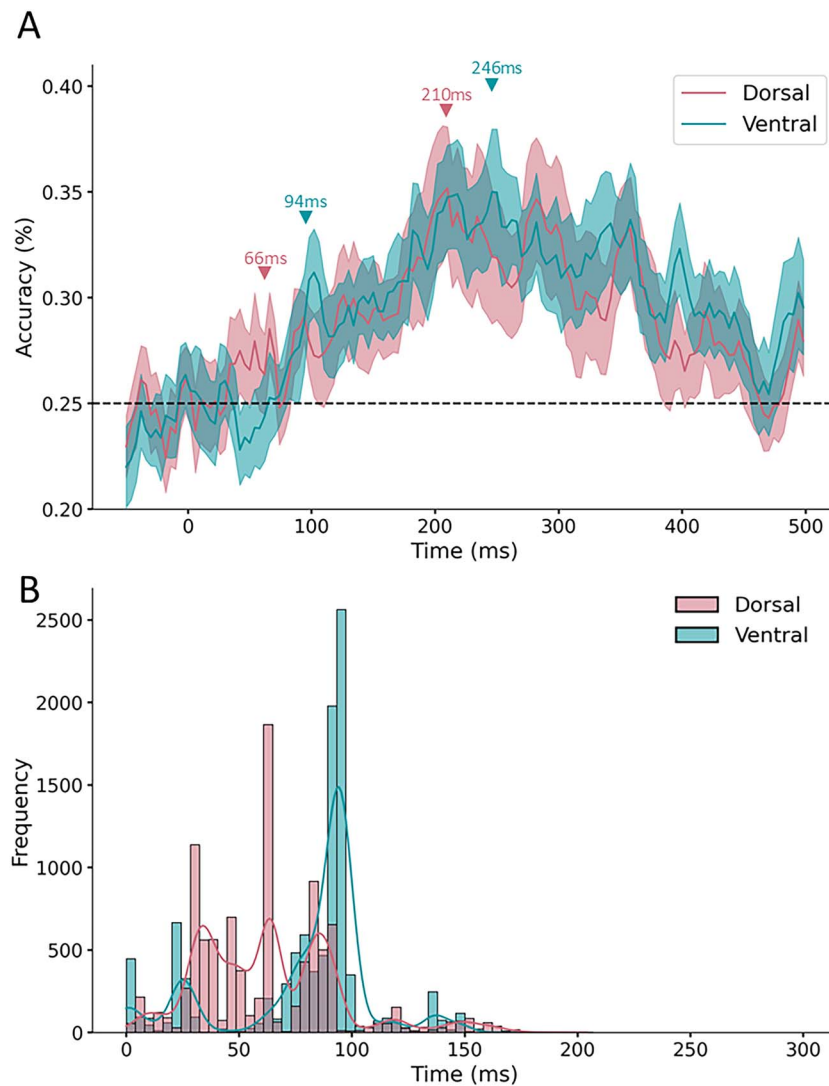 A
246ms
210ms
Dorsal
Ventral
94ms
66ms
0.40
0.35
0.30
0.25
0.20
Accuracy (%)
0 100 200 300 400 500
Time (ms)
B
Dorsal
Ventral
2500
2000
1500
1000
500
0
Frequency
0 50 100 150 200 250 300
Time (ms)